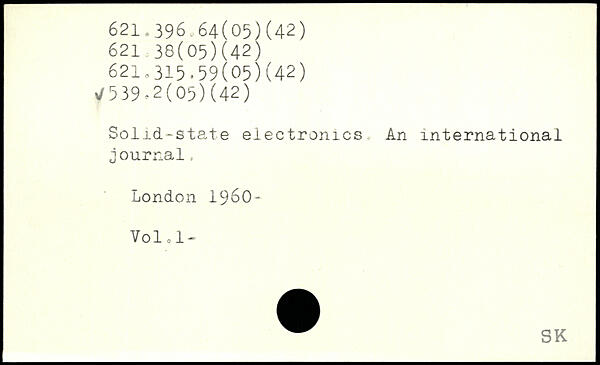 621.396.64(05)(42)
621.38(05)(42)
621.315.59(05)(42)
✓539.2(05)(42)
Solid-state electronics. An international
journal.
London 1960-
Vol.1-
SK